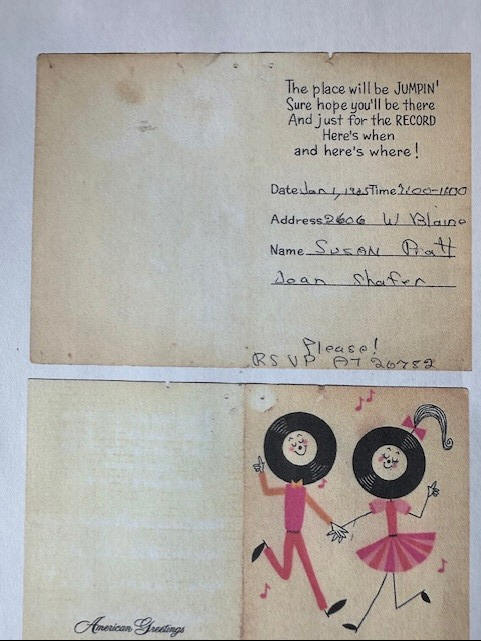 The place will be JUMPIN'
Sure hope you'll be there
And just for the RECORD
Here's when
and here's where!
Date Jan 1, 1965 Time 7:00-11:00
Address 2606 W Blaine
Name Susan Pratt
Joan Shafer
Please!
RSVP AT 26752
American Greetings